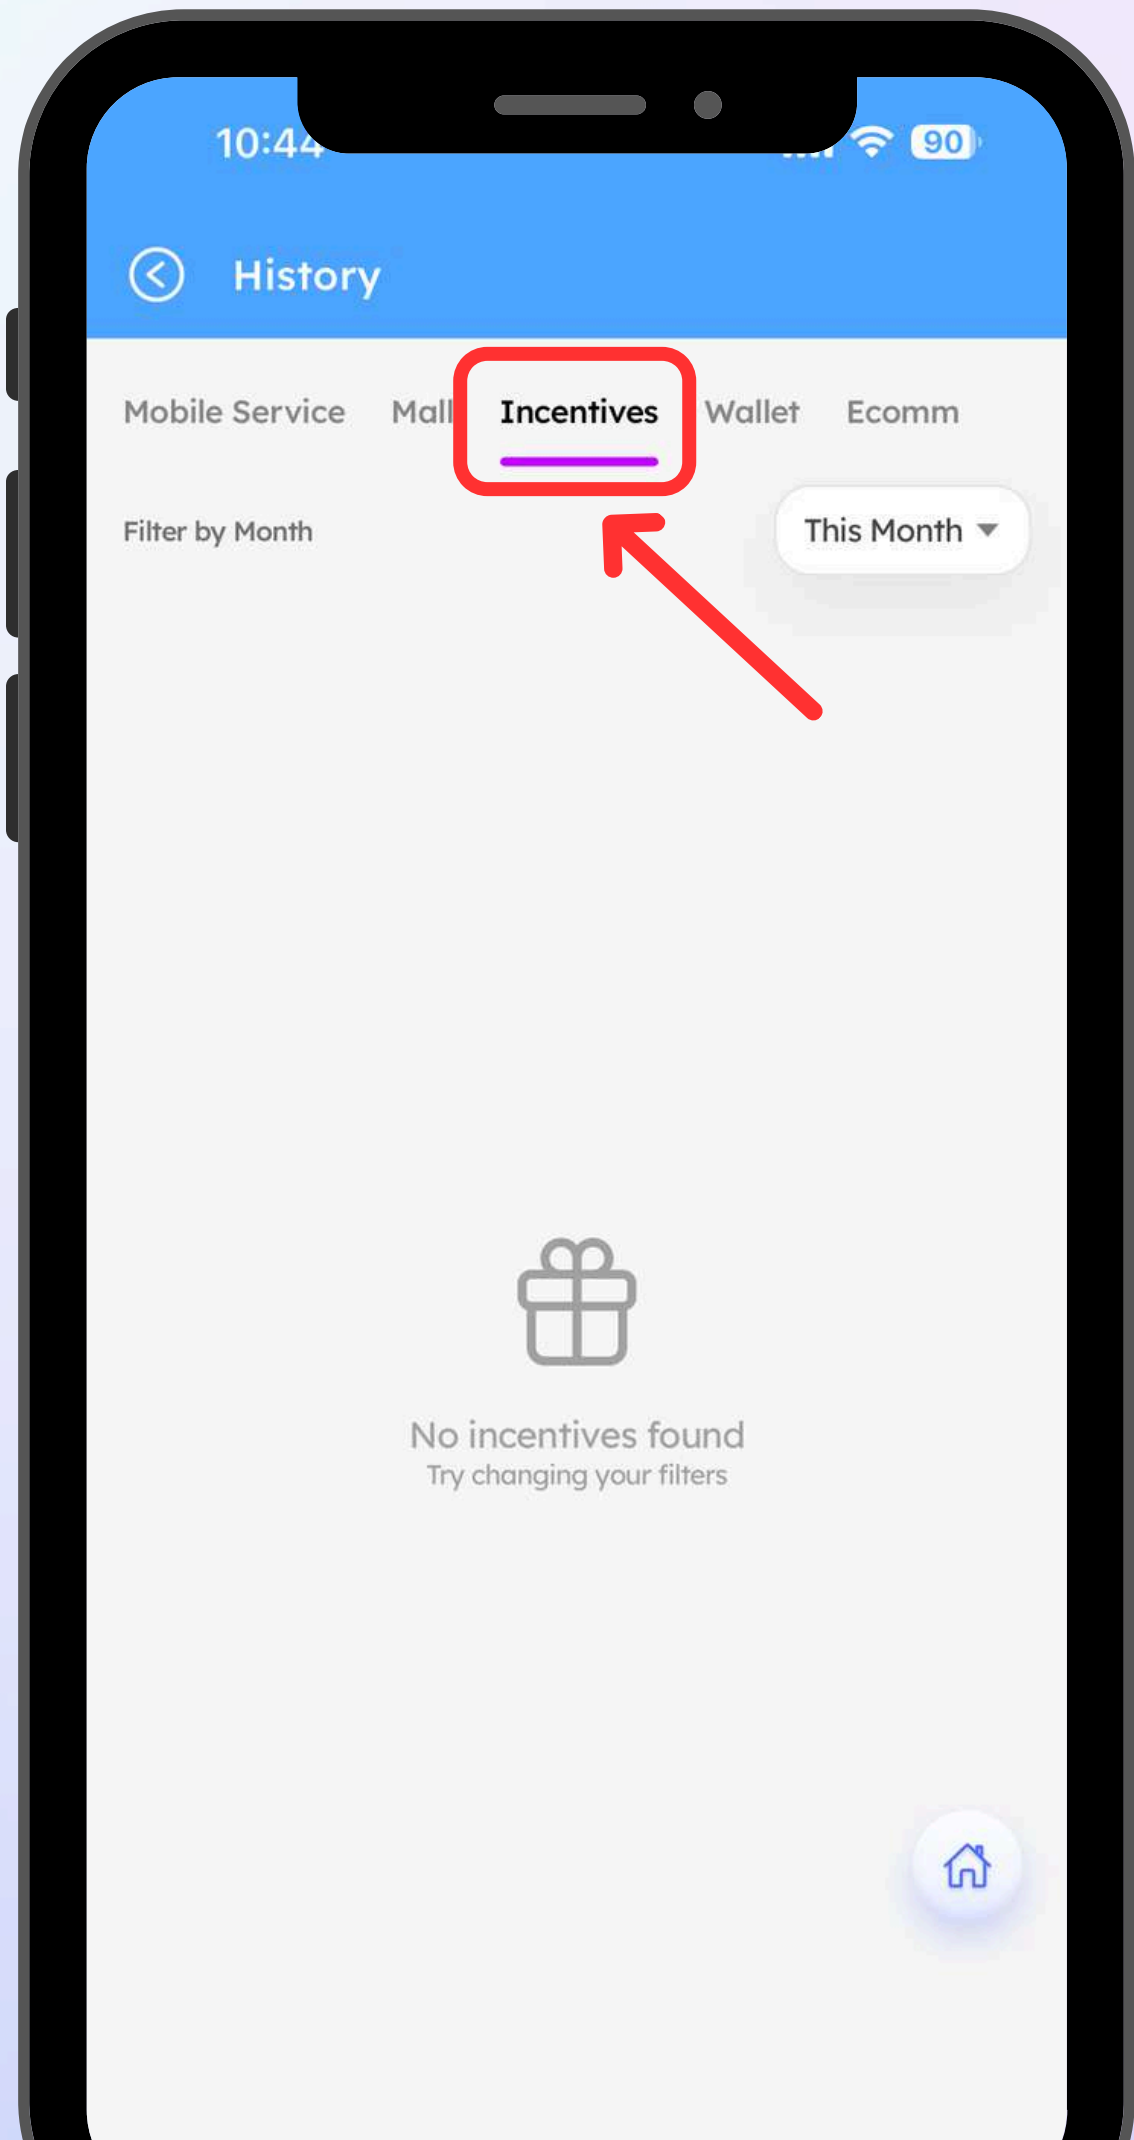 10:44
90
History
Mobile Service Mall Incentives Wallet Ecomm
Filter by Month This Month
No incentives found
Try changing your filters